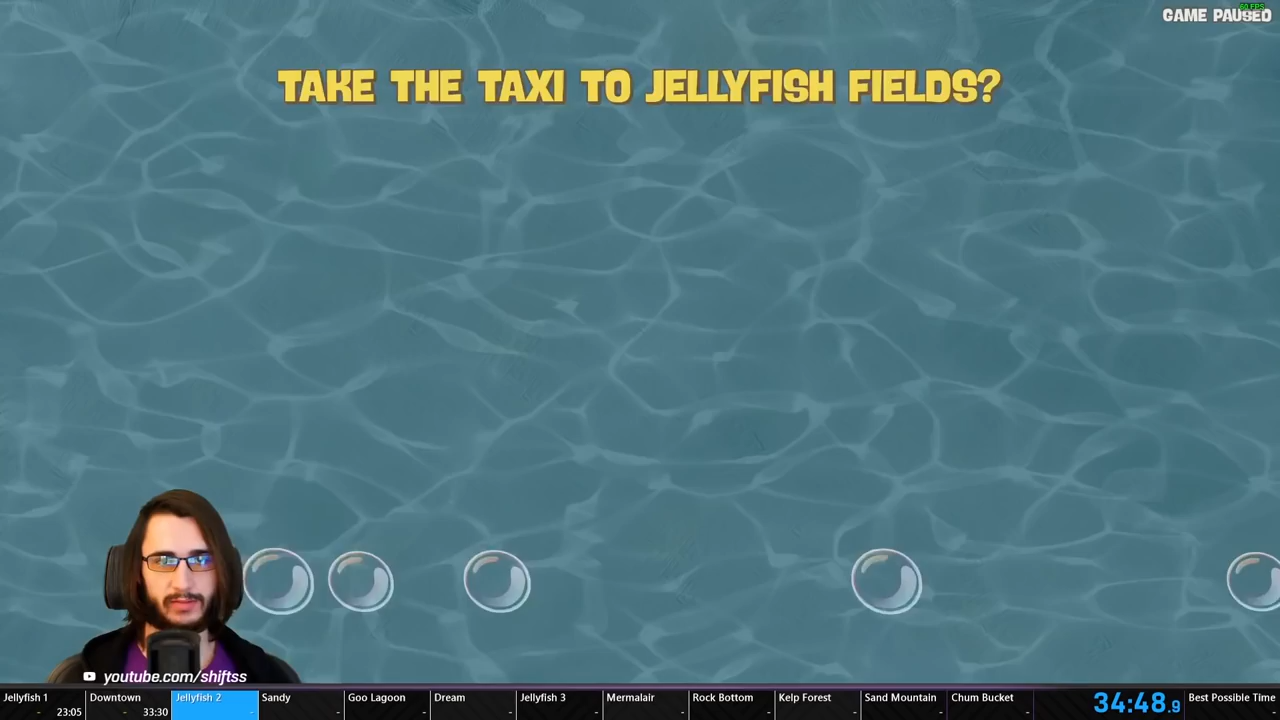 60 FPS
GAME PAUSED
TAKE THE TAXI TO JELLYFISH FIELDS?
youtube.com/shiftss
Jellyfish 1 Downtown Jellyfish 2 Sandy Goo Lagoon Dream Jellyfish 3 Mermalair Rock Bottom Kelp Forest Sand Mountain Chum Bucket 34:48.9 Best Possible Time
- 23:05 - 33:30 - - - - - - - - - - - -